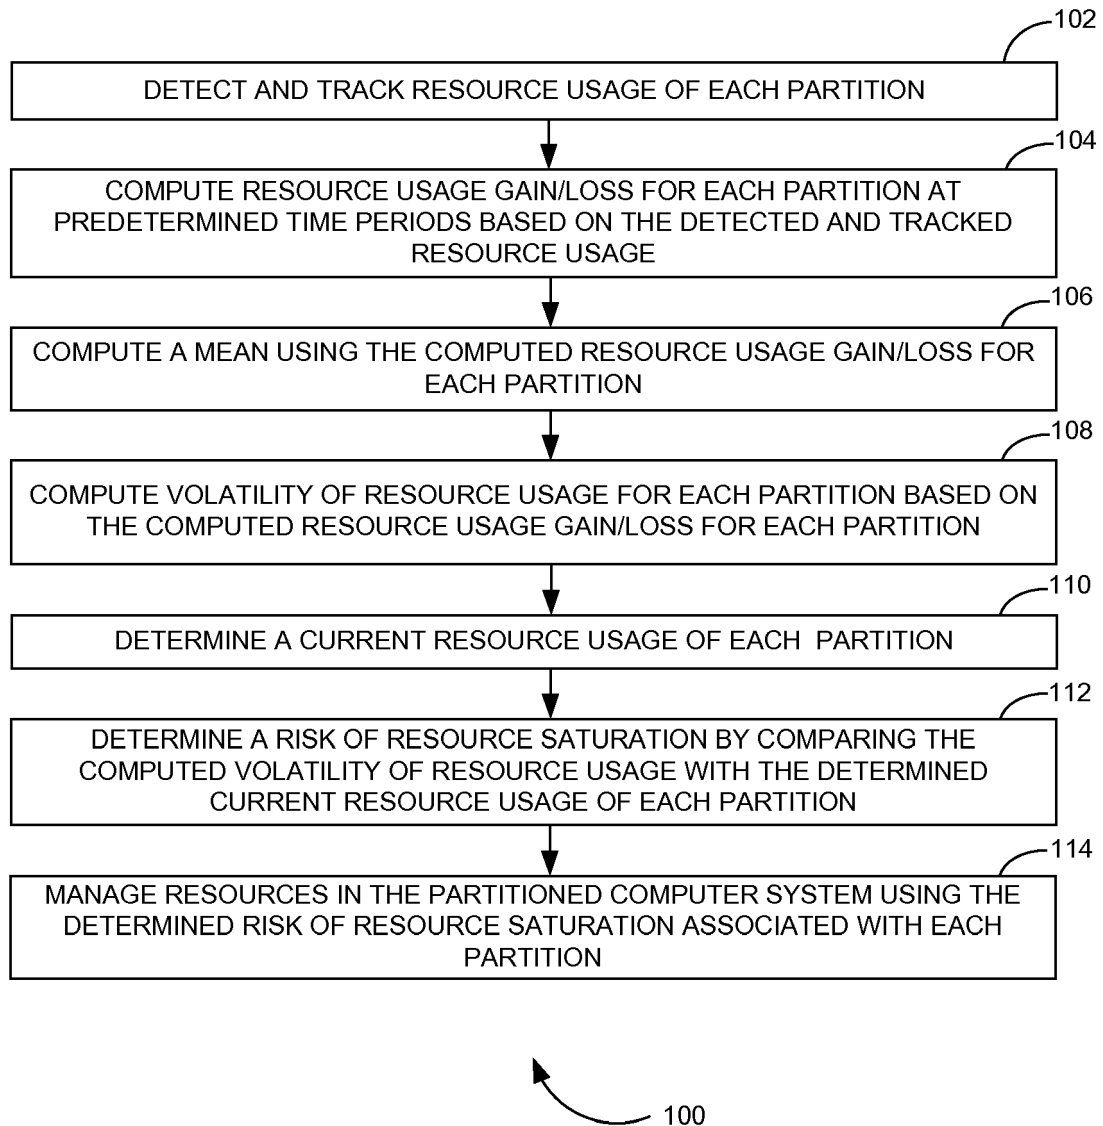 102
DETECT AND TRACK RESOURCE USAGE OF EACH PARTITION
104
COMPUTE RESOURCE USAGE GAIN/LOSS FOR EACH PARTITION AT
PREDETERMINED TIME PERIODS BASED ON THE DETECTED AND TRACKED
RESOURCE USAGE
106
COMPUTE A MEAN USING THE COMPUTED RESOURCE USAGE GAIN/LOSS FOR
EACH PARTITION
108
COMPUTE VOLATILITY OF RESOURCE USAGE FOR EACH PARTITION BASED ON
THE COMPUTED RESOURCE USAGE GAIN/LOSS FOR EACH PARTITION
110
DETERMINE A CURRENT RESOURCE USAGE OF EACH PARTITION
112
DETERMINE A RISK OF RESOURCE SATURATION BY COMPARING THE
COMPUTED VOLATILITY OF RESOURCE USAGE WITH THE DETERMINED
CURRENT RESOURCE USAGE OF EACH PARTITION
114
MANAGE RESOURCES IN THE PARTITIONED COMPUTER SYSTEM USING THE
DETERMINED RISK OF RESOURCE SATURATION ASSOCIATED WITH EACH
PARTITION
100